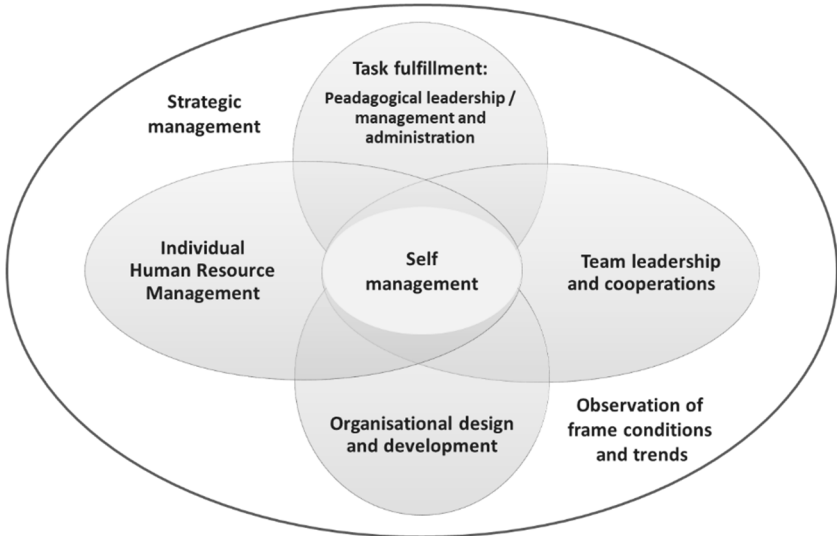 Task fulfillment:
Peadagogical leadership /
management and
administration
Strategic
management
Individual
Human Resource
Management
Self
management
Team leadership
and cooperations
Organisational design
and development
Observation of
frame conditions
and trends